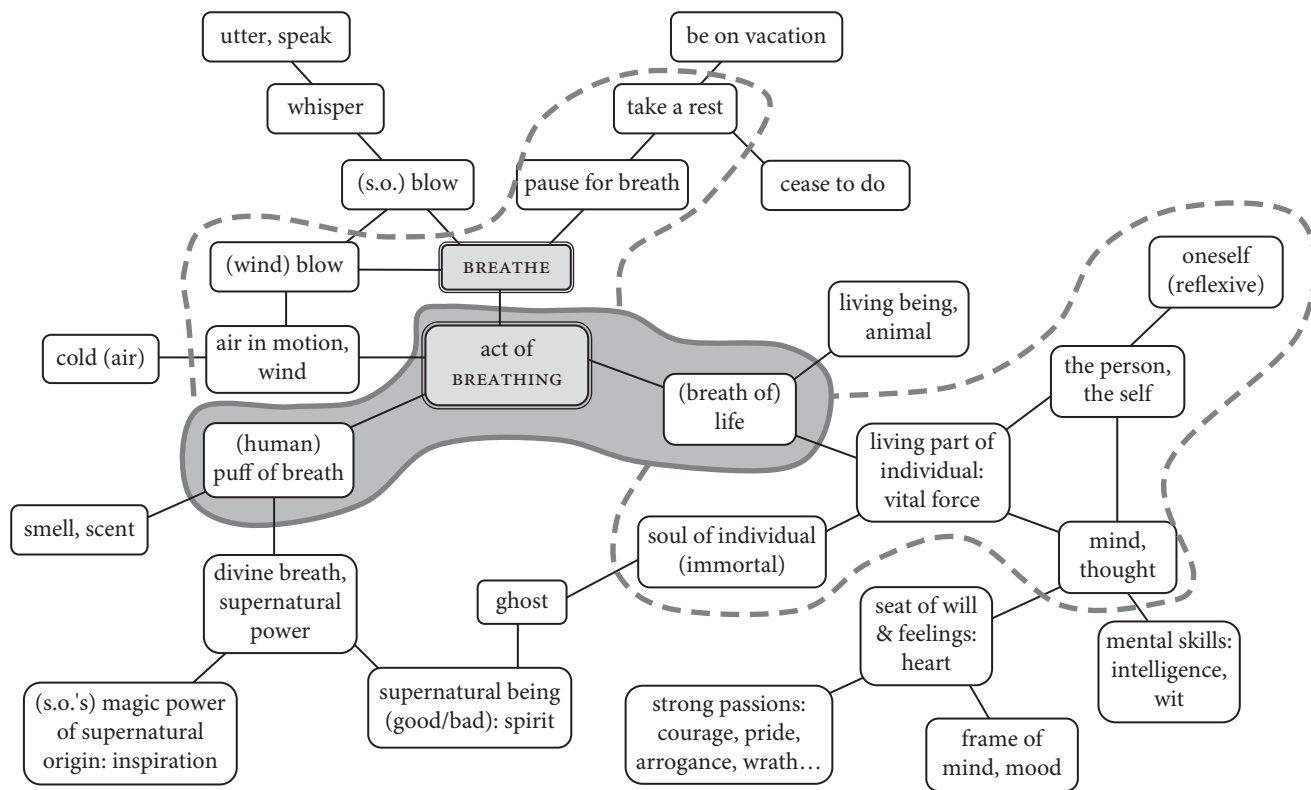 utter, speak
be on vacation
whisper
take a rest
(s.o.) blow
pause for breath
cease to do
(wind) blow
BREATHE
oneself
(reflexive)
living being,
animal
cold (air)
air in motion,
wind
act of
BREATHING
the person,
the self
(breath of)
life
(human)
puff of breath
living part of
individual:
vital force
smell, scent
soul of individual
(immortal)
mind,
thought
divine breath,
supernatural
power
ghost
seat of will
& feelings:
heart
mental skills:
intelligence,
wit
(s.o.'s) magic power
of supernatural
origin: inspiration
supernatural being
(good/bad): spirit
strong passions:
courage, pride,
arrogance, wrath…
frame of
mind, mood